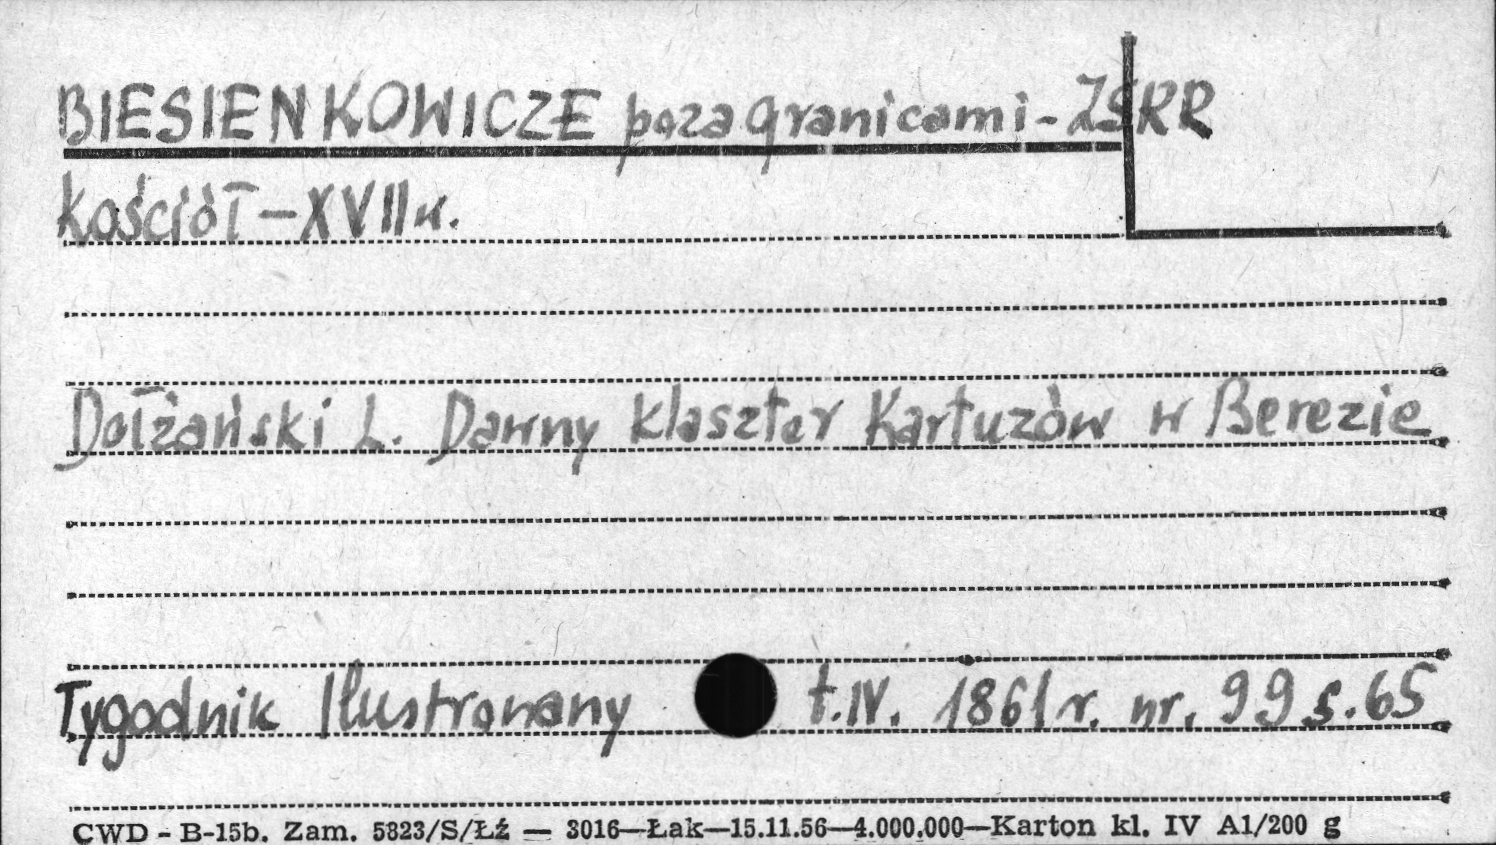 BIESIENKOWICZE poza granicami - ZSRR
Kościół - XVII w.
Dołżański L. Dawny klasztor Kartuzów w Berezie
Tygodnik Ilustrowany t.IV. 1861 r. nr. 99 s. 65
CWD - B-15b. Zam. 5823/S/Łź — 3016—Łak—15.11.56—4.000.000—Karton kl. IV A1/200 g